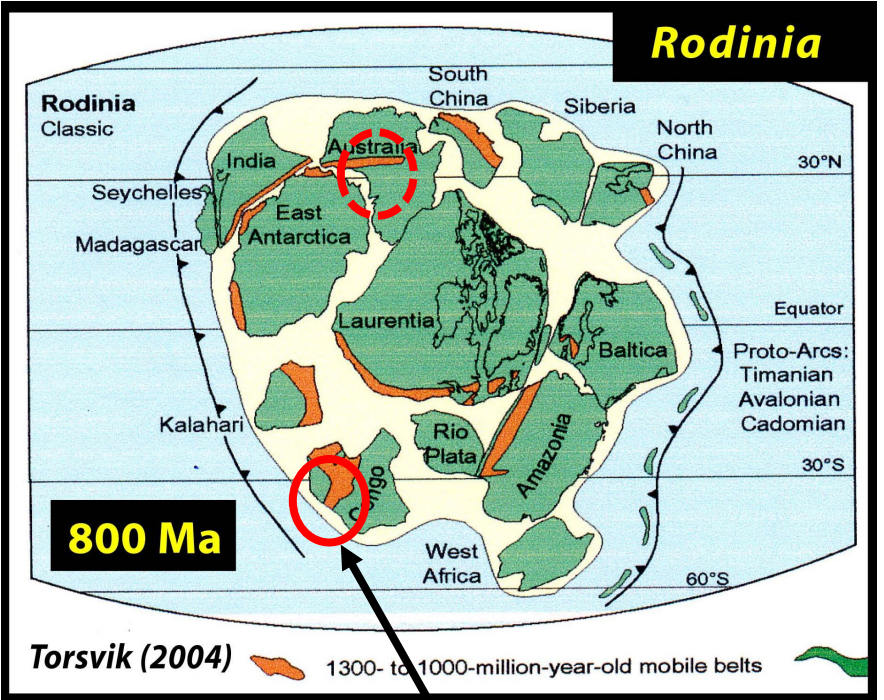 Rodinia
Rodinia
Classic
South
China
Siberia
North
China
Australia
India
30°N
Seychelles
East
Antarctica
Madagascar
Equator
Laurentia
Baltica
Proto-Arcs:
Timanian
Avalonian
Cadomian
Kalahari
Rio
Plata
Amazonia
30°S
Congo
800 Ma
West
Africa
60°S
Torsvik (2004)
1300- to 1000-million-year-old mobile belts